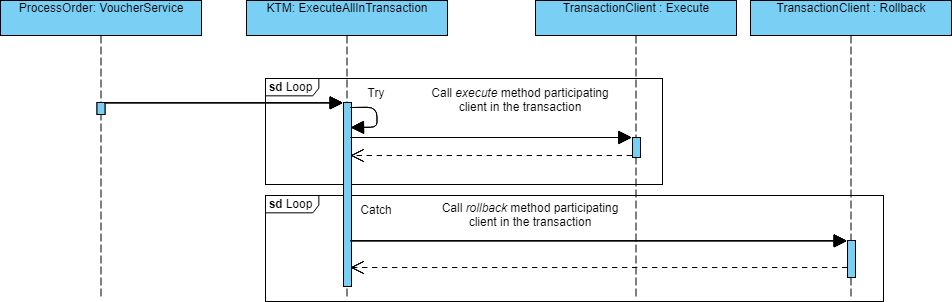 ProcessOrder: VoucherService
KTM: ExecuteAllInTransaction
TransactionClient : Execute
TransactionClient : Rollback
sd Loop
Try
Call execute method participating
client in the transaction
sd Loop
Catch
Call rollback method participating
client in the transaction